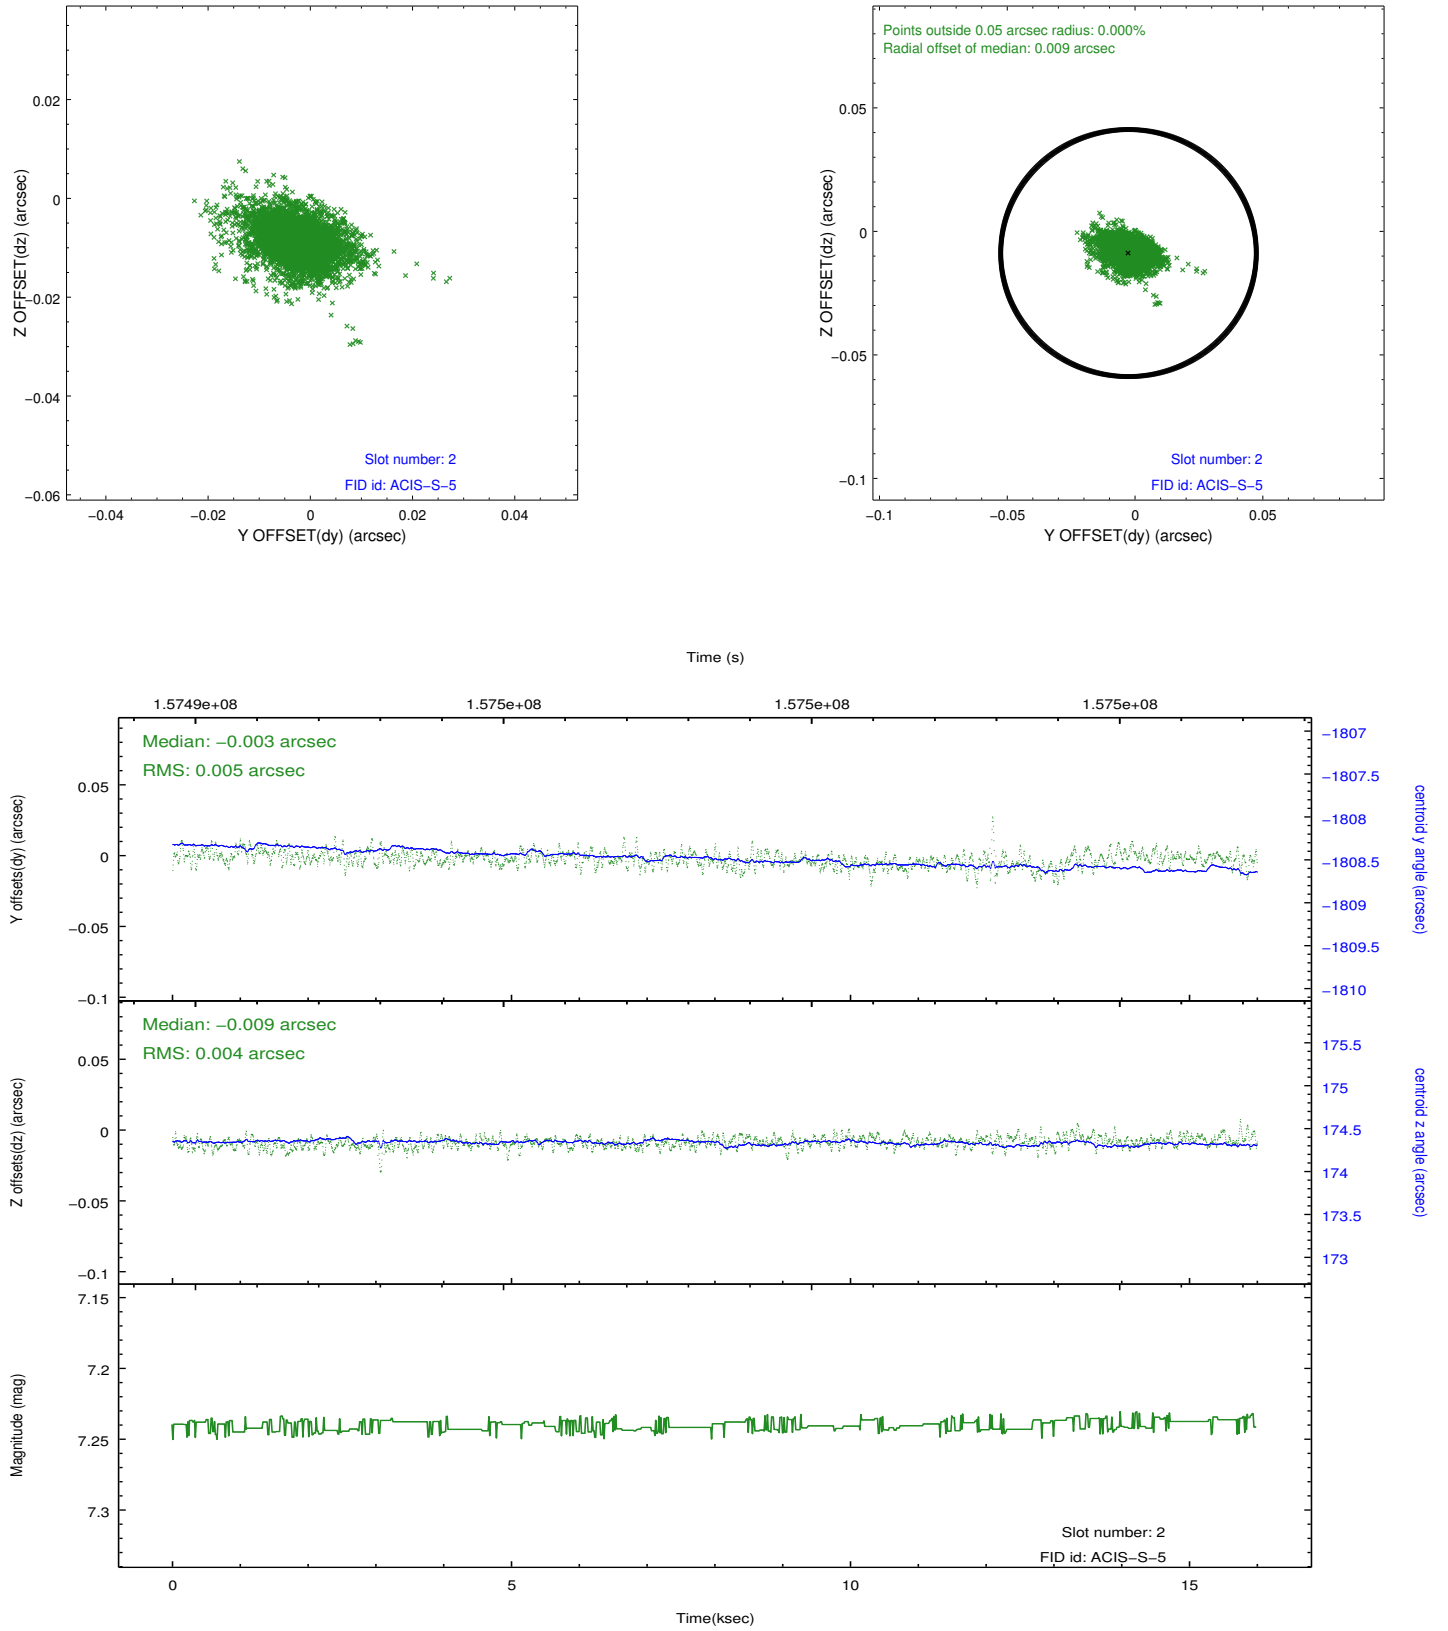 0.02
0
−0.02
−0.04
−0.06
Z OFFSET(dz) (arcsec)
Slot number: 2
FID id: ACIS−S−5
−0.04
−0.02
0
0.02
0.04
Y OFFSET(dy) (arcsec)
Points outside 0.05 arcsec radius: 0.000%
Radial offset of median: 0.009 arcsec
0.05
0
−0.05
−0.1
Z OFFSET(dz) (arcsec)
Slot number: 2
FID id: ACIS−S−5
−0.1
−0.05
0
0.05
Y OFFSET(dy) (arcsec)
Time (s)
1.5749e+08
1.575e+08
1.575e+08
1.575e+08
Median: −0.003 arcsec
RMS: 0.005 arcsec
0.05
0
−0.05
−0.1
Y offsets(dy) (arcsec)
−1807
−1807.5
−1808
−1808.5
−1809
−1809.5
−1810
centroid y angle (arcsec)
Median: −0.009 arcsec
RMS: 0.004 arcsec
0.05
0
−0.05
−0.1
Z offsets(dz) (arcsec)
175.5
175
174.5
174
173.5
173
centroid z angle (arcsec)
7.15
7.2
7.25
7.3
Magnitude (mag)
Slot number: 2
FID id: ACIS−S−5
0
5
10
15
Time(ksec)